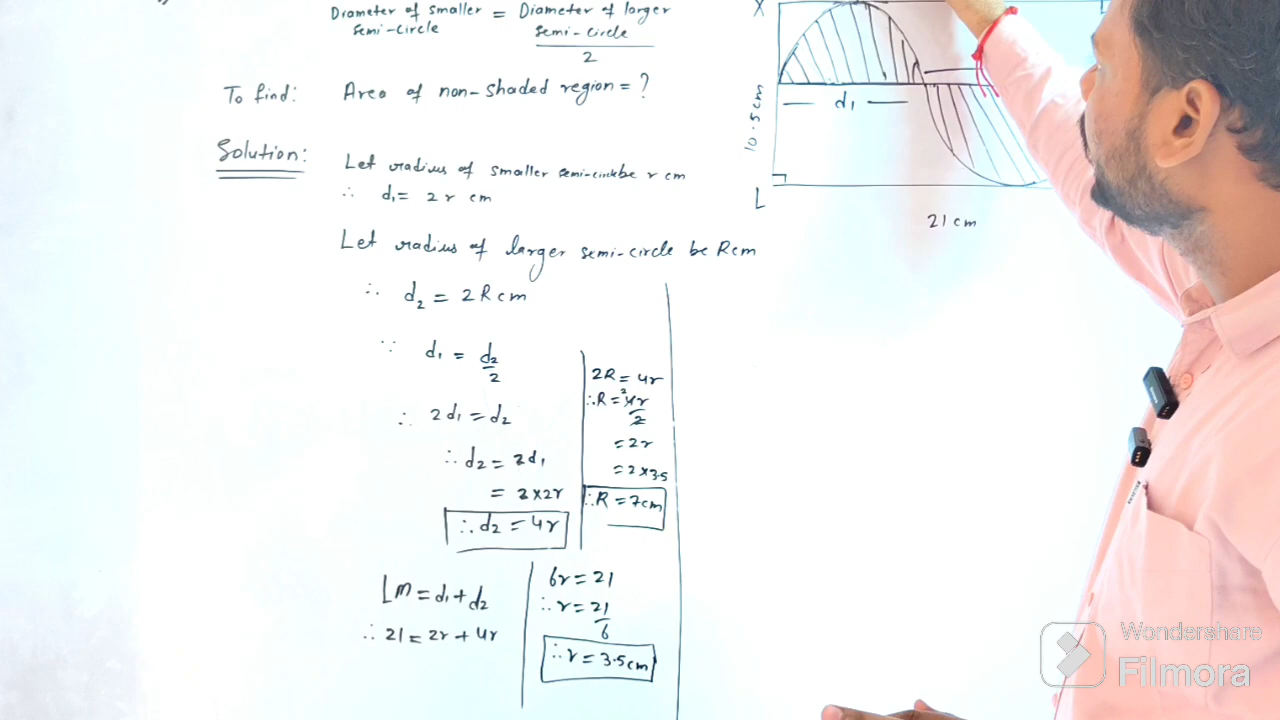 Diameter of smaller = Diameter of larger
semi-circle semi-circle
2
To find: Area of non-shaded region = ?
Solution:
Let radius of smaller semi-circle be r cm
∴ d₁ = 2r cm
Let radius of larger semi-circle be R cm
∴ d₂ = 2R cm
∵ d₁ = d₂/2
∴ 2d₁ = d₂
∴ d₂ = 2d₁
= 2×2r
∴ d₂ = 4r
2R = 4r
∴ R = 4r/2
2
= 2r
= 2×3.5
∴ R = 7cm
Lm = d₁ + d₂
∴ 21 = 2r + 4r
6r = 21
∴ r = 21/6
∴ r = 3.5cm
X
10.5cm
d₁
L
21 cm
Wondershare
Filmora